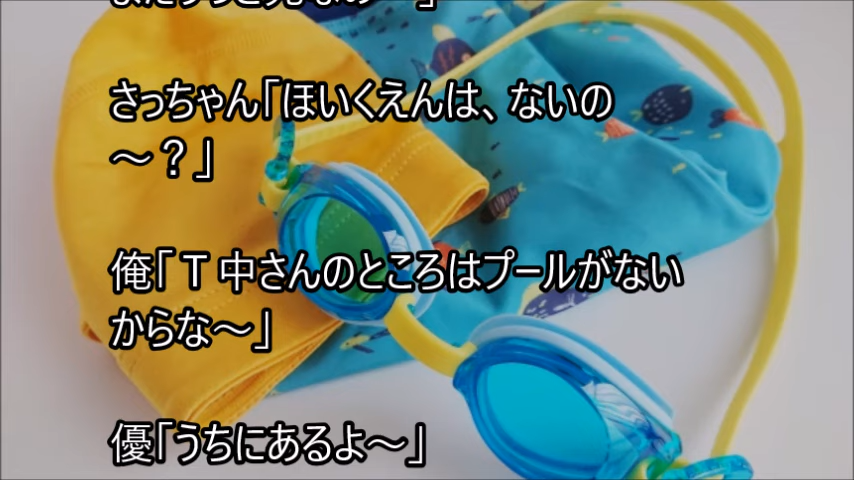 さっちゃん「ほいくえんは、ないの
～？」
俺「Ｔ中さんのところはプールがない
からな～」
優「うちにあるよ～」